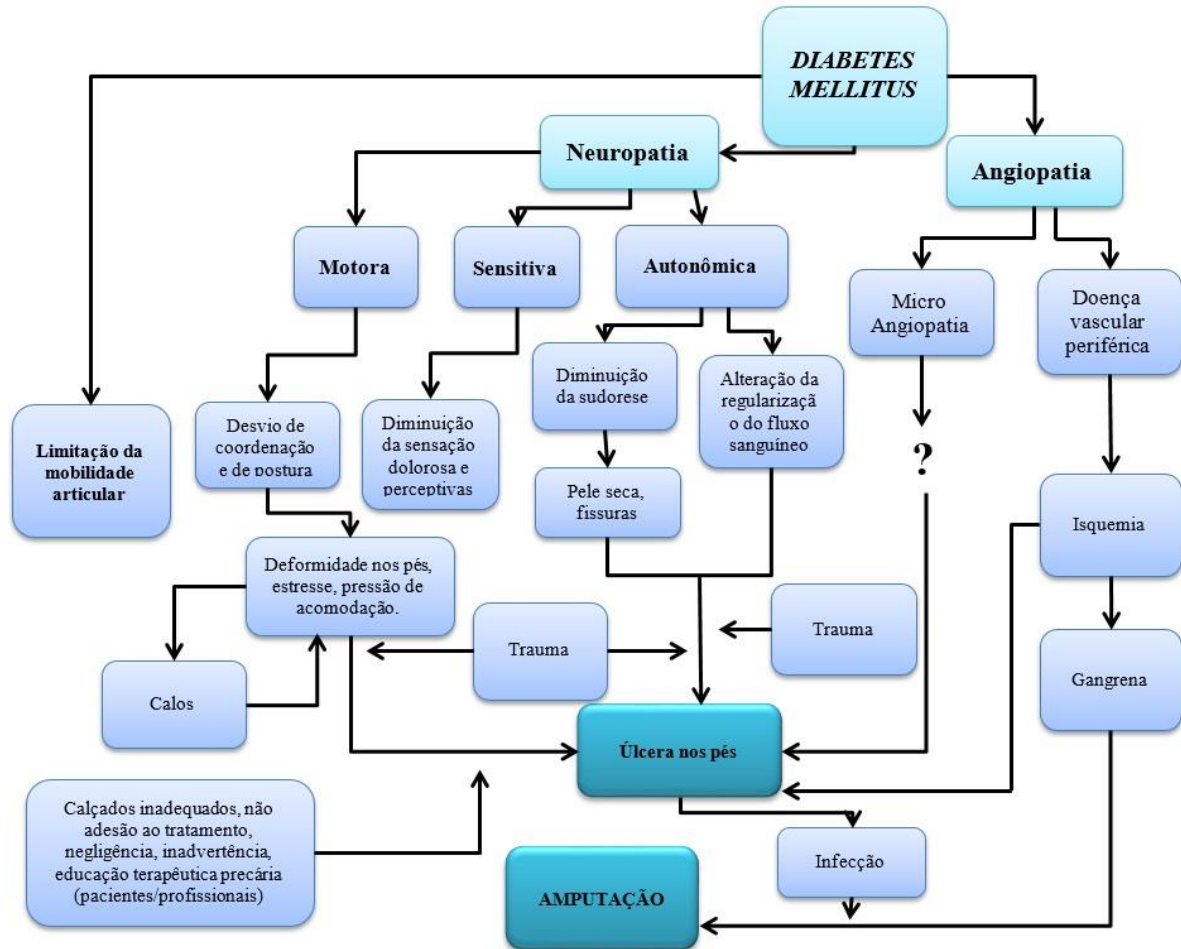 DIABETES
MELLITUS
Neuropatia
Angiopatia
Motora
Sensitiva
Autonômica
Micro
Angiopatia
Doença
vascular
periférica
Limitação da
mobilidade
articular
Desvio de
coordenação
e de postura
Diminuição
da sensação
dolorosa e
perceptivas
Diminuição
da sudorese
Alteração da
regularizaçã
o do fluxo
sanguíneo
?
Pele seca,
fissuras
Isquemia
Deformidade nos pés,
estresse, pressão de
acomodação.
Trauma
Trauma
Calos
Gangrena
Úlcera nos pés
Calçados inadequados, não
adesão ao tratamento,
negligência, inadvertência,
educação terapêutica precária
(pacientes/profissionais)
Infecção
AMPUTAÇÃO